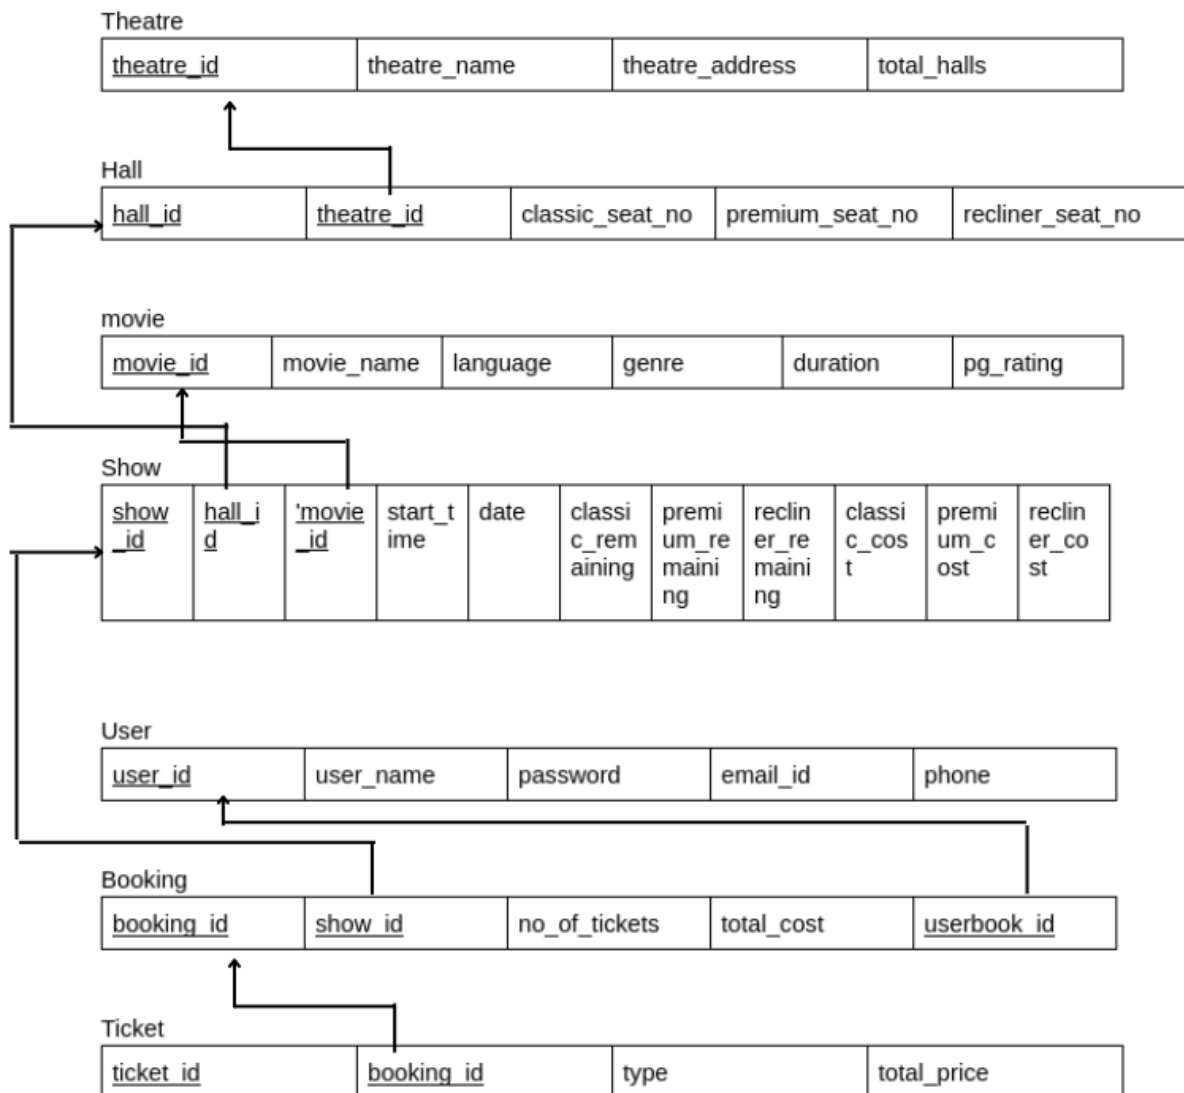 Theatre
theatre_id theatre_name theatre_address total_halls
Hall
hall_id theatre_id classic_seat_no premium_seat_no recliner_seat_no
movie
movie_id movie_name language genre duration pg_rating
Show
show
_id
hall_i
d
'movie
_id
start_t
ime
date
classi
c_rem
aining
premi
um_re
maini
ng
reclin
er_re
maini
ng
classi
c_cos
t
premi
um_c
ost
reclin
er_co
st
User
user_id user_name password email_id phone
Booking
booking_id show_id no_of_tickets total_cost userbook_id
Ticket
ticket_id booking_id type total_price